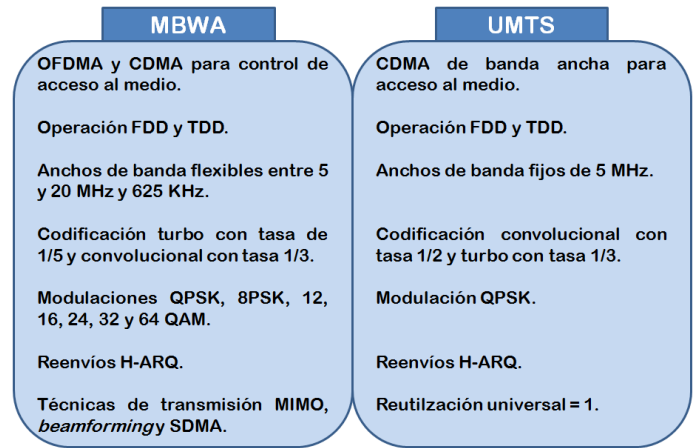 MBWA
OFDMA y CDMA para control de
acceso al medio.
Operación FDD y TDD.
Anchos de banda flexibles entre 5
y 20 MHz y 625 KHz.
Codificación turbo con tasa de
1/5 y convolucional con tasa 1/3.
Modulaciones QPSK, 8PSK, 12,
16, 24, 32 y 64 QAM.
Reenvíos H-ARQ.
Técnicas de transmisión MIMO,
beamforming y SDMA.
UMTS
CDMA de banda ancha para
acceso al medio.
Operación FDD y TDD.
Anchos de banda fijos de 5 MHz.
Codificación convolucional con
tasa 1/2 y turbo con tasa 1/3.
Modulación QPSK.
Reenvíos H-ARQ.
Reutilzación universal = 1.